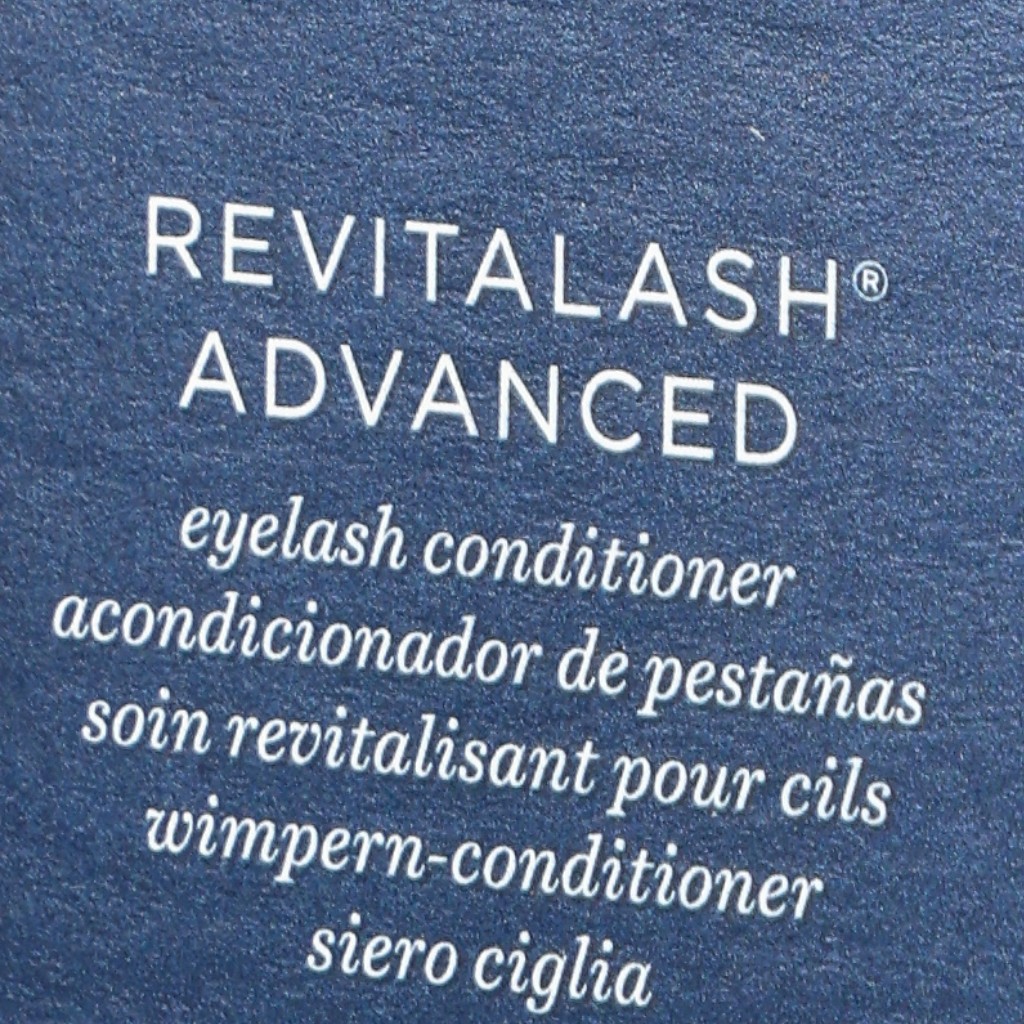 REVITALASH®
ADVANCED
eyelash conditioner
acondicionador de pestañas
soin revitalisant pour cils
wimpern-conditioner
siero ciglia